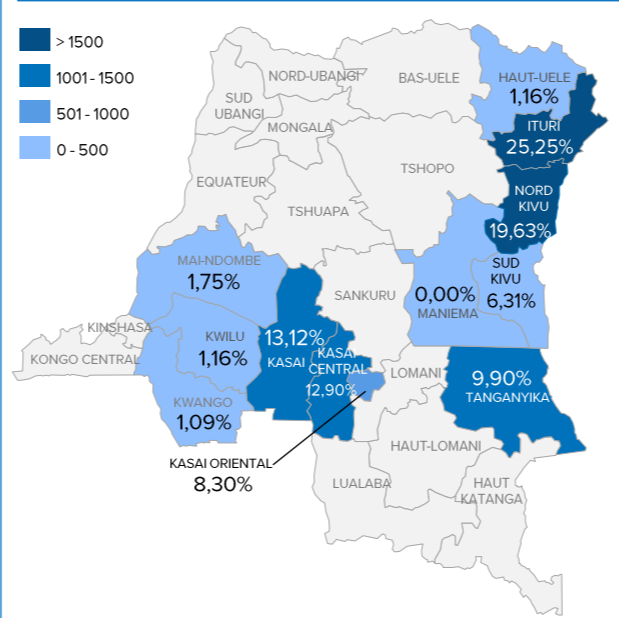 > 1500
1001 - 1500
501 - 1000
0 - 500
NORD-UBANGI
BAS-UELE
HAUT-UELE
1,16%
SUD
UBANGI
MONGALA
ITURI
25,25%
TSHOPO
EQUATEUR
NORD
KIVU
19,63%
TSHUAPA
MAI-NDOMBE
1,75%
SANKURU
SUD
KIVU
6,31%
0,00%
MANIEMA
KINSHASA
KONGO CENTRAL
KWILU
1,16%
13,12%
KASAI
KASAI
CENTRAL
12,90%
LOMANI
9,90%
TANGANYIKA
KWANGO
1,09%
KASAI ORIENTAL
8,30%
HAUT-LOMANI
LUALABA
HAUT
KATANGA